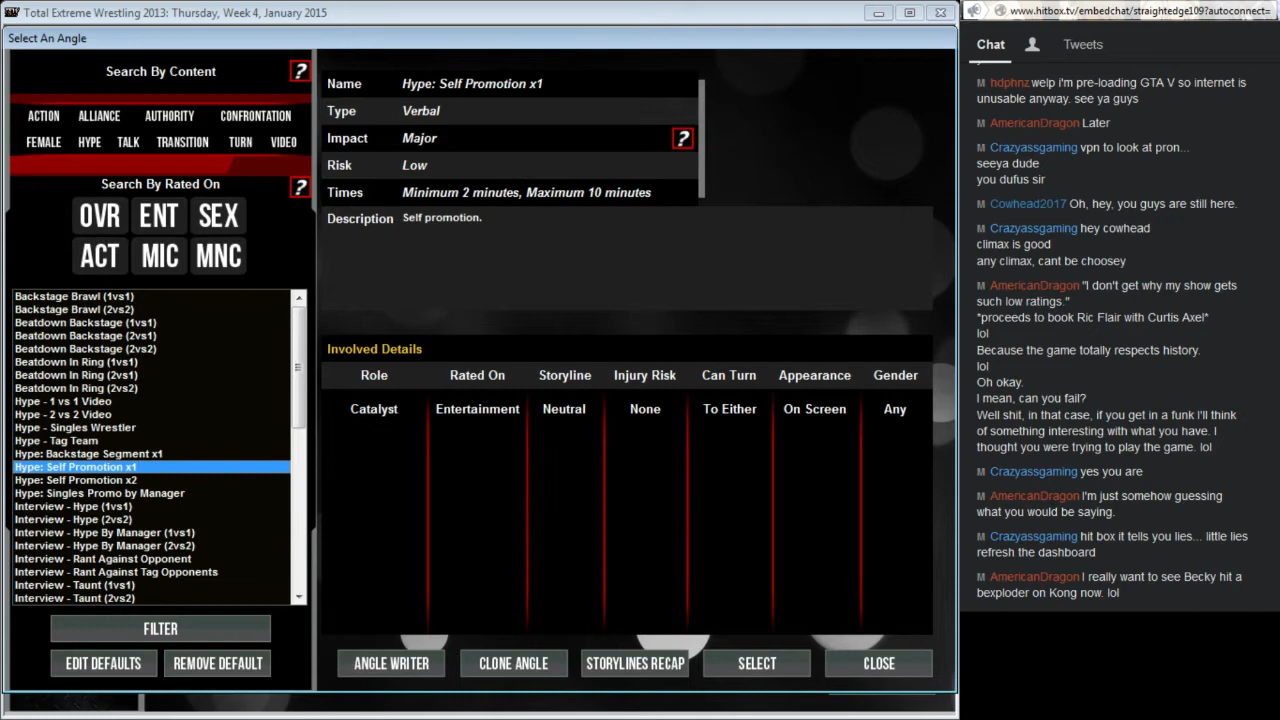 Total Extreme Wrestling 2013: Thursday, Week 4, January 2015
Select An Angle
Search By Content
?
ACTION ALLIANCE AUTHORITY CONFRONTATION
FEMALE HYPE TALK TRANSITION TURN VIDEO
Search By Rated On
?
OVR ENT SEX
ACT MIC MNC
Backstage Brawl (1vs1)
Backstage Brawl (2vs2)
Beatdown Backstage (1vs1)
Beatdown Backstage (2vs1)
Beatdown Backstage (2vs2)
Beatdown In Ring (1vs1)
Beatdown In Ring (2vs1)
Beatdown In Ring (2vs2)
Hype - 1 vs 1 Video
Hype - 2 vs 2 Video
Hype - Singles Wrestler
Hype - Tag Team
Hype: Backstage Segment x1
Hype: Self Promotion x1
Hype: Self Promotion x2
Hype: Singles Promo by Manager
Interview - Hype (1vs1)
Interview - Hype (2vs2)
Interview - Hype By Manager (1vs1)
Interview - Hype By Manager (2vs2)
Interview - Rant Against Opponent
Interview - Rant Against Tag Opponents
Interview - Taunt (1vs1)
Interview - Taunt (2vs2)
FILTER
EDIT DEFAULTS REMOVE DEFAULT
Name Hype: Self Promotion x1
Type Verbal
Impact Major ?
Risk Low
Times Minimum 2 minutes, Maximum 10 minutes
Description Self promotion.
Involved Details
Role Rated On Storyline Injury Risk Can Turn Appearance Gender
Catalyst Entertainment Neutral None To Either On Screen Any
ANGLE WRITER CLONE ANGLE STORYLINES RECAP SELECT CLOSE
www.hitbox.tv/embedchat/straightedge109?autoconnect=
Chat Tweets
M hdphnz welp i'm pre-loading GTA V so internet is
unusable anyway. see ya guys
M AmericanDragon Later
M Crazyassgaming vpn to look at pron...
seeya dude
you dufus sir
M Cowhead2017 Oh, hey, you guys are still here.
M Crazyassgaming hey cowhead
climax is good
any climax, cant be choosey
M AmericanDragon "I don't get why my show gets
such low ratings."
*proceeds to book Ric Flair with Curtis Axel*
lol
Because the game totally respects history.
lol
Oh okay.
I mean, can you fail?
Well shit, in that case, if you get in a funk I'll think
of something interesting with what you have. I
thought you were trying to play the game. lol
M Crazyassgaming yes you are
M AmericanDragon I'm just somehow guessing
what you would be saying.
M Crazyassgaming hit box it tells you lies... little lies
refresh the dashboard
M AmericanDragon I really want to see Becky hit a
bexploder on Kong now. lol